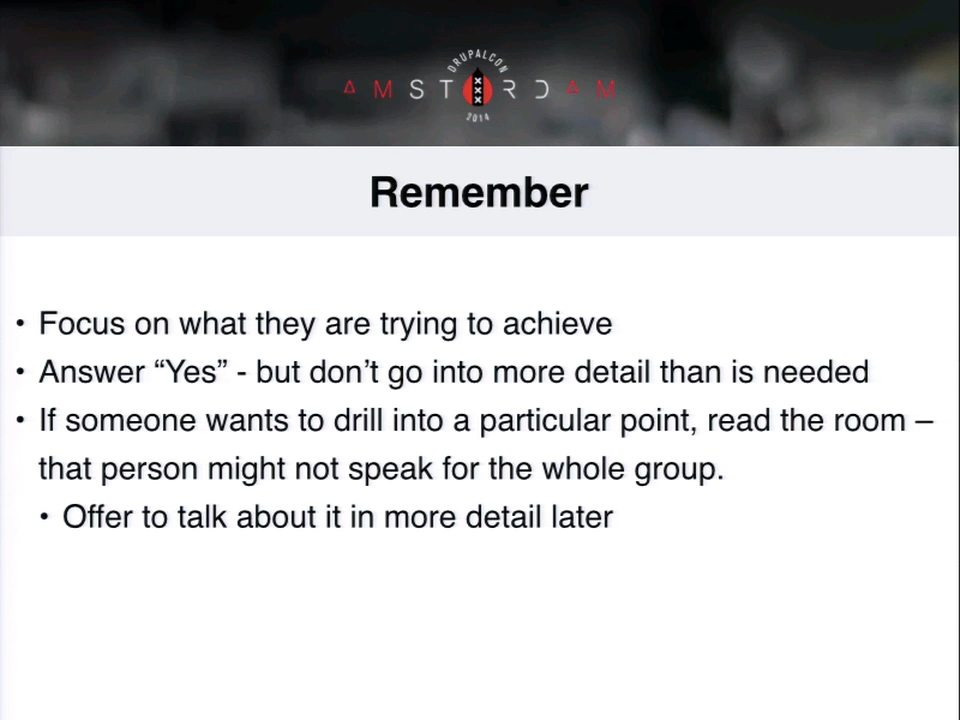 DRUPALCON
AMSTERDAM
2014
Remember
• Focus on what they are trying to achieve
• Answer “Yes” - but don’t go into more detail than is needed
• If someone wants to drill into a particular point, read the room –
that person might not speak for the whole group.
• Offer to talk about it in more detail later